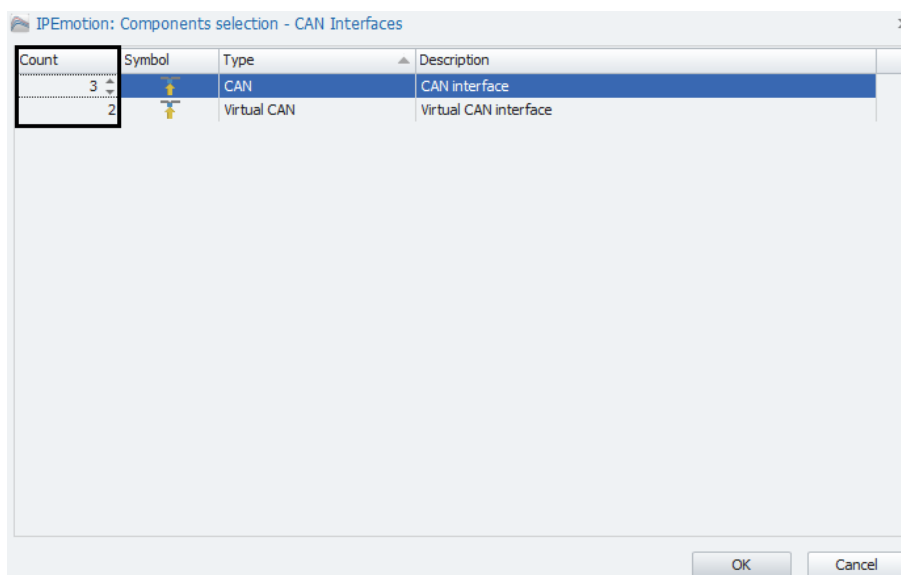 IPEmotion: Components selection - CAN Interfaces
Count Symbol Type Description
3 CAN CAN interface
2 Virtual CAN Virtual CAN interface
OK Cancel